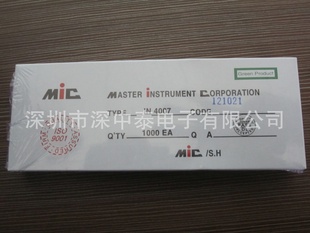 MIC
MASTER INSTRUMENT CORPORATION
Green Product
121021
TYPE IN 4007 CODE
深圳市深中泰电子有限公司
ISO
9001
Q'TY 1000 EA Q A
MIC /S.H